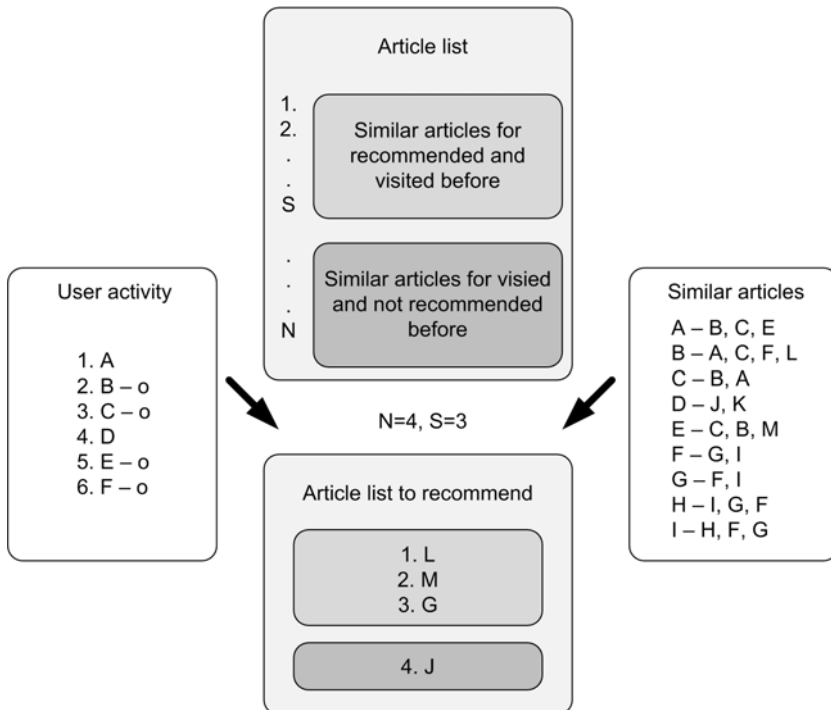 Article list
1.
2.
.
.
S
Similar articles for
recommended and
visited before
.
.
.
N
Similar articles for visied
and not recommended
before
User activity
1. A
2. B – o
3. C – o
4. D
5. E – o
6. F – o
N=4, S=3
Similar articles
A – B, C, E
B – A, C, F, L
C – B, A
D – J, K
E – C, B, M
F – G, I
G – F, I
H – I, G, F
I – H, F, G
Article list to recommend
1. L
2. M
3. G
4. J